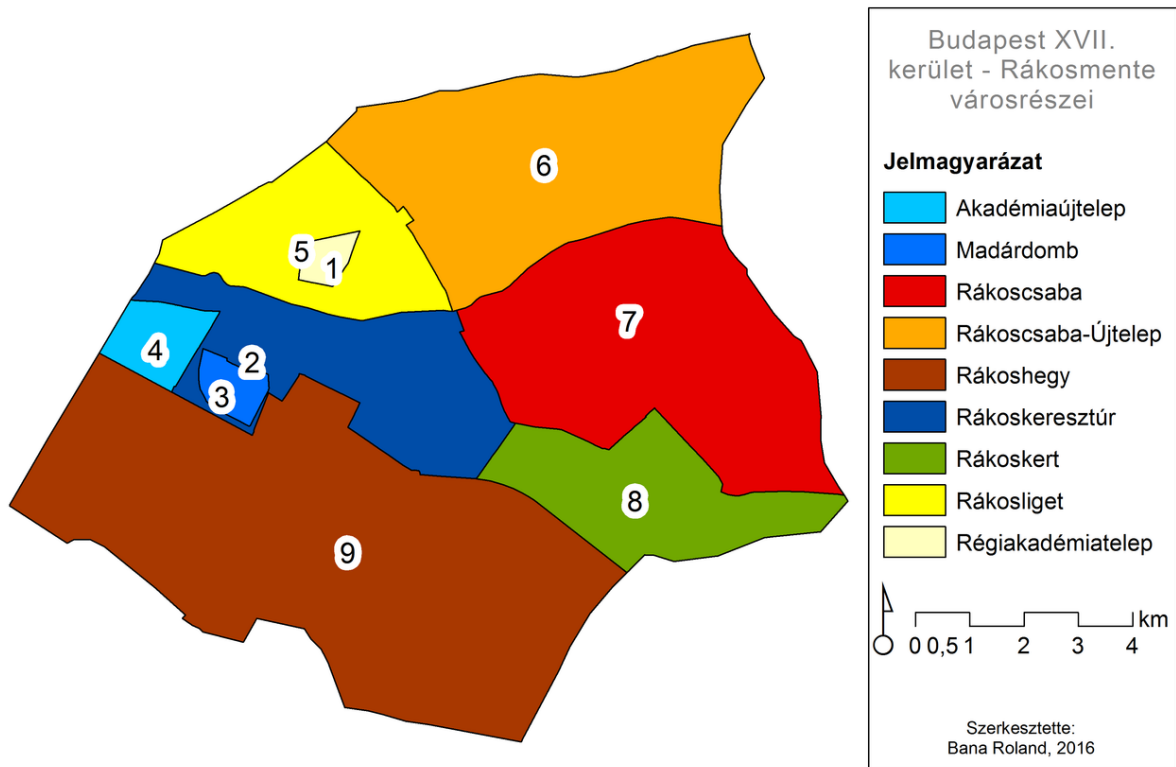 Budapest XVII.
kerület - Rákosmente
városrészei
Jelmagyarázat
Akadémiaújtelep
Madárdomb
Rákoscsaba
Rákoscsaba-Újtelep
Rákoshegy
Rákoskeresztúr
Rákoskert
Rákosliget
Régiakadémiatelep
km
0 0,5 1 2 3 4
Szerkesztette:
Bana Roland, 2016
6
5
1
7
4
2
3
8
9